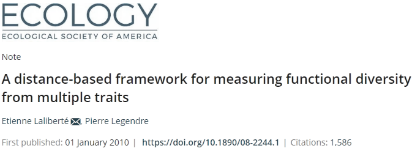 ECOLOGY
ECOLOGICAL SOCIETY OF AMERICA
Note
A distance-based framework for measuring functional diversity
from multiple traits
Etienne Laliberté, Pierre Legendre
First published: 01 January 2010 | https://doi.org/10.1890/08-2244.1 | Citations: 1,586